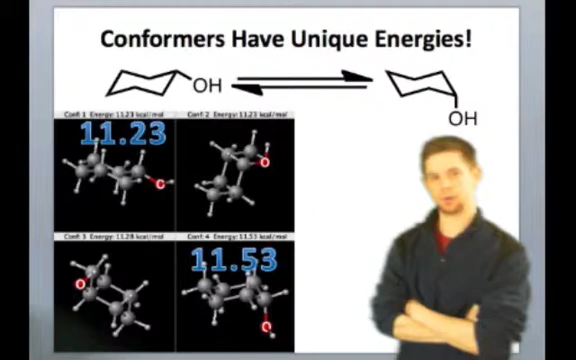 Conformers Have Unique Energies!
OH
OH
Conf: 1 Energy: 11.23 kcal/mol
Conf: 2 Energy: 11.23 kcal/mol
11.23
O
O
Conf: 3 Energy: 11.28 kcal/mol
Conf: 4 Energy: 11.53 kcal/mol
11.53
O
O